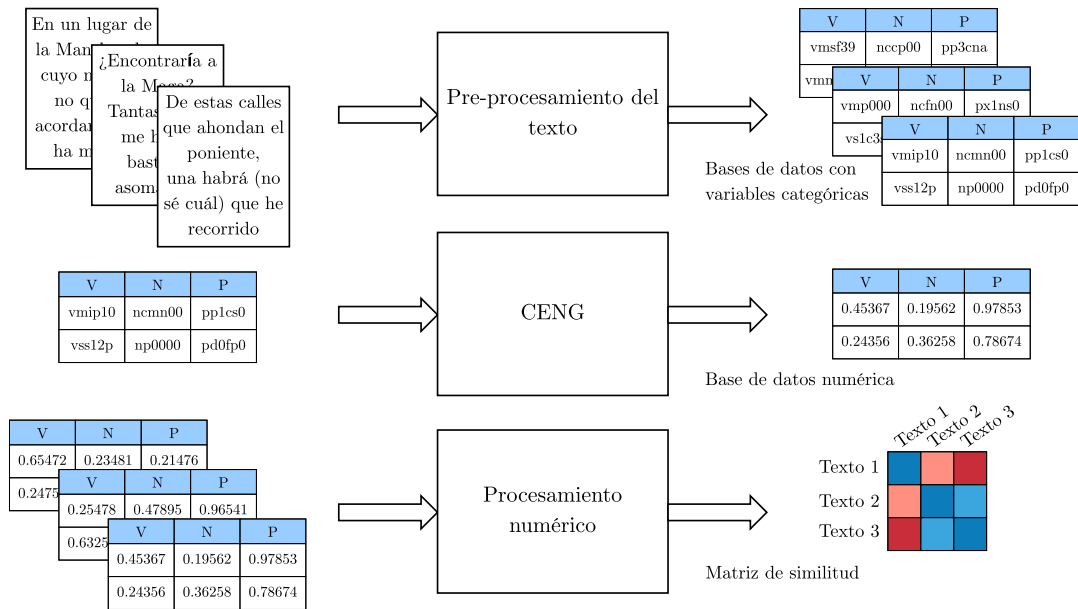 En un lugar de
la Man
cuyo
no
acordar
ha
¿Encontraría a
la Maga?
Tantas
me
bast
asoma
De estas calles
que ahondan el
poniente,
una habrá (no
sé cuál) que he
recorrido
Pre-procesamiento del
texto
V N P
vmsf39 nccp00 pp3cna
V N P
vmp000 ncfn00 px1ns0
V N P
vmip10 ncmn00 pp1cs0
vss12p np0000 pd0fp0
Bases de datos con
variables categóricas
V N P
vmip10 ncmn00 pp1cs0
vss12p np0000 pd0fp0
CENG
V N P
0.45367 0.19562 0.97853
0.24356 0.36258 0.78674
Base de datos numérica
V N P
0.65472 0.23481 0.21476
0.2475
V N P
0.25478 0.47895 0.96541
0.6325
V N P
0.45367 0.19562 0.97853
0.24356 0.36258 0.78674
Procesamiento
numérico
Texto 1 Texto 2 Texto 3
Texto 1
Texto 2
Texto 3
Matriz de similitud